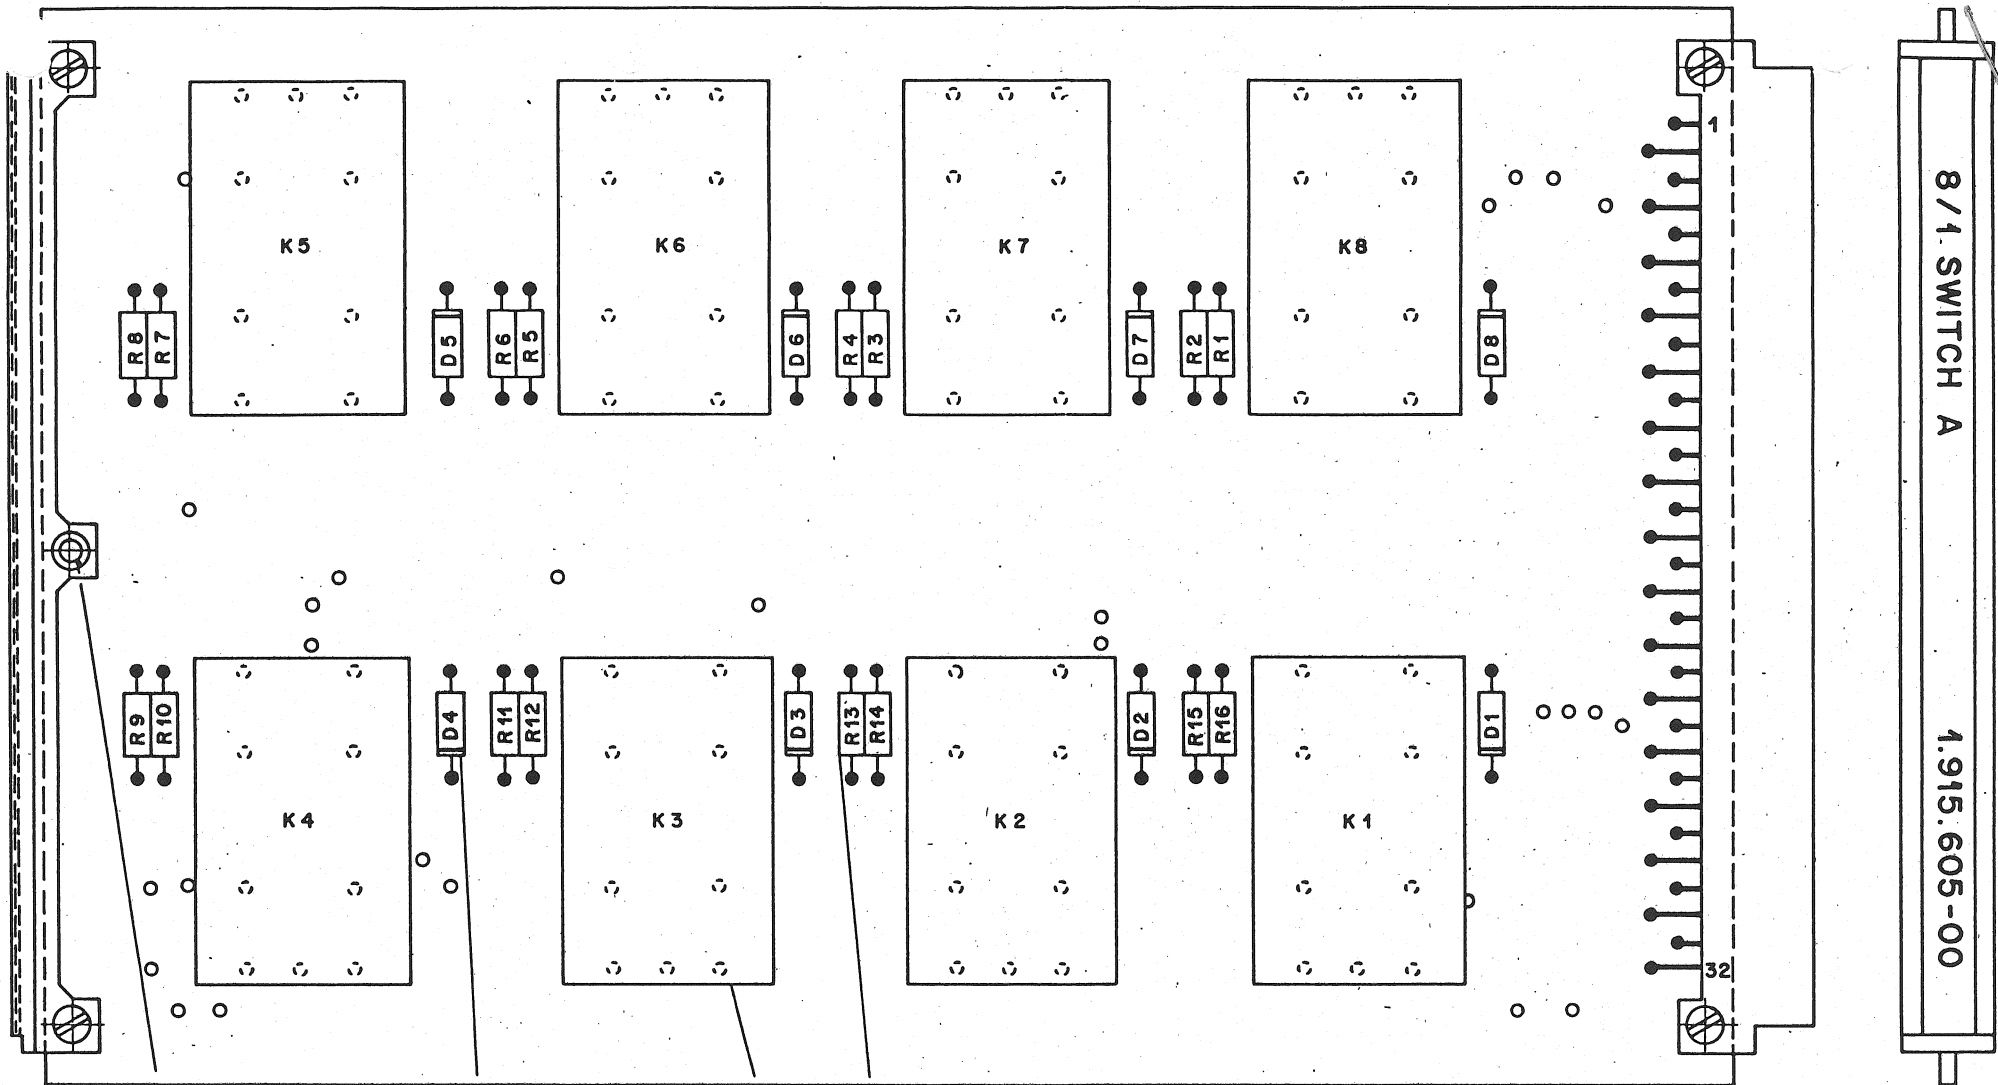 1
K5
K6
K7
K8
R8
R7
D5
R6
R5
D6
R4
R3
D7
R2
R1
D8
R9
R10
D4
R11
R12
D3
R13
R14
D2
R15
R16
D1
K4
K3
K2
K1
32
8/1 SWITCH A
1.915.605-00